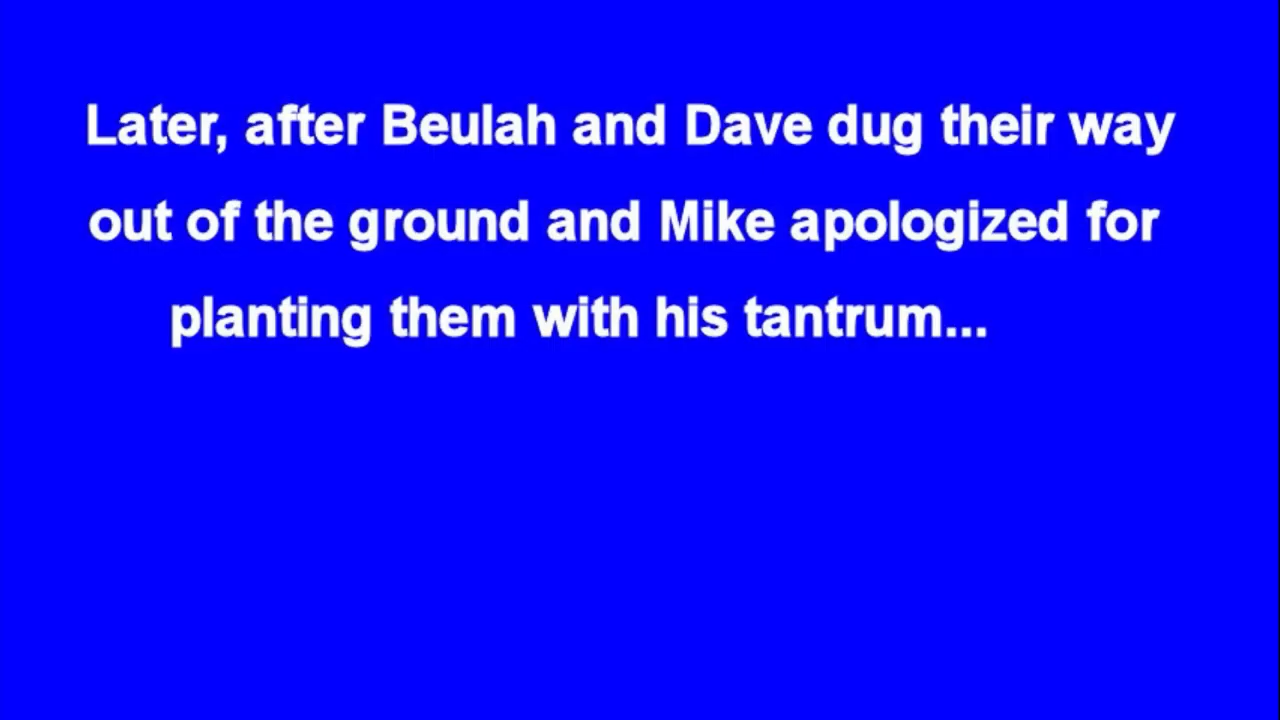 Later, after Beulah and Dave dug their way
out of the ground and Mike apologized for
planting them with his tantrum...